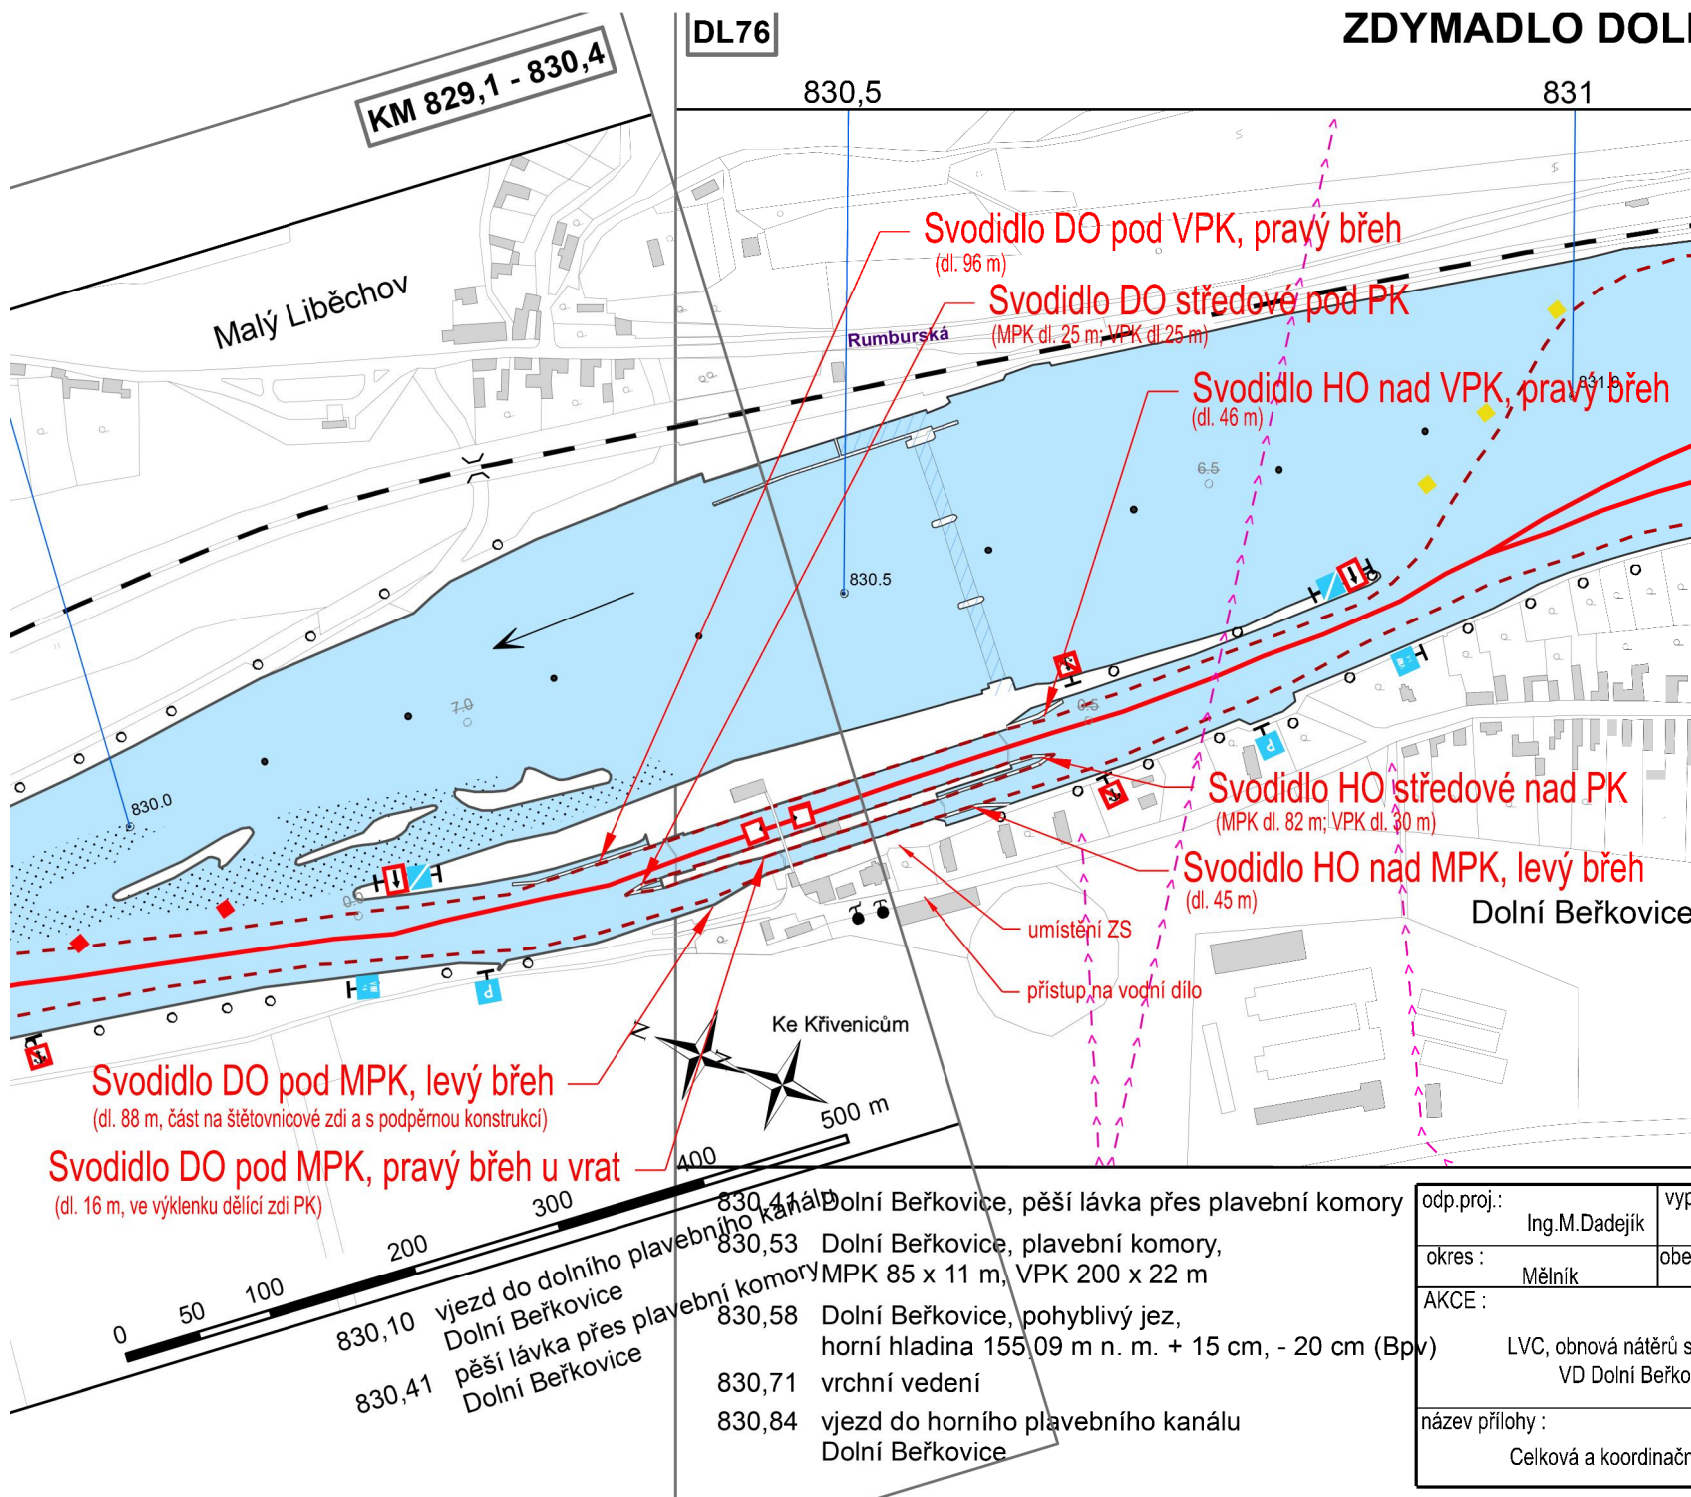 DL76
ZDYMADLO DOL
KM 829,1 - 830,4
830,5
831
Malý Liběchov
Svodidlo DO pod VPK, pravý břeh
(dl. 96 m)
Svodidlo DO středové pod PK
(MPK dl. 25 m; VPK dl.25 m)
Rumburská
Svodidlo HO nad VPK, pravý břeh
(dl. 46 m)
6.5
830.5
7.0
0.5
830.0
0.0
Svodidlo HO středové nad PK
(MPK dl. 82 m; VPK dl. 30 m)
Svodidlo HO nad MPK, levý břeh
(dl. 45 m)
Dolní Beřkovice
umístění ZS
přístup na vodní dílo
Ke Křivenicům
Svodidlo DO pod MPK, levý břeh
(dl. 88 m, část na štětovnicové zdi a s podpěrnou konstrukcí)
Svodidlo DO pod MPK, pravý břeh u vrat
(dl. 16 m, ve výklenku dělící zdi PK)
0 50 100 200 300 400 500 m
830,10 vjezd do dolního plavebního kanálu
Dolní Beřkovice
830,41 pěší lávka přes plavební komory
Dolní Beřkovice
830,41 Dolní Beřkovice, pěší lávka přes plavební komory
830,53 Dolní Beřkovice, plavební komory,
MPK 85 x 11 m, VPK 200 x 22 m
830,58 Dolní Beřkovice, pohyblivý jez,
horní hladina 155,09 m n. m. + 15 cm, - 20 cm (Bpv)
830,71 vrchní vedení
830,84 vjezd do horního plavebního kanálu
Dolní Beřkovice
odp.proj.:
Ing.M.Dadejík
vyp
okres :
Mělník
obe
AKCE :
LVC, obnová nátěrů s
VD Dolní Beřko
název přílohy :
Celková a koordinačn